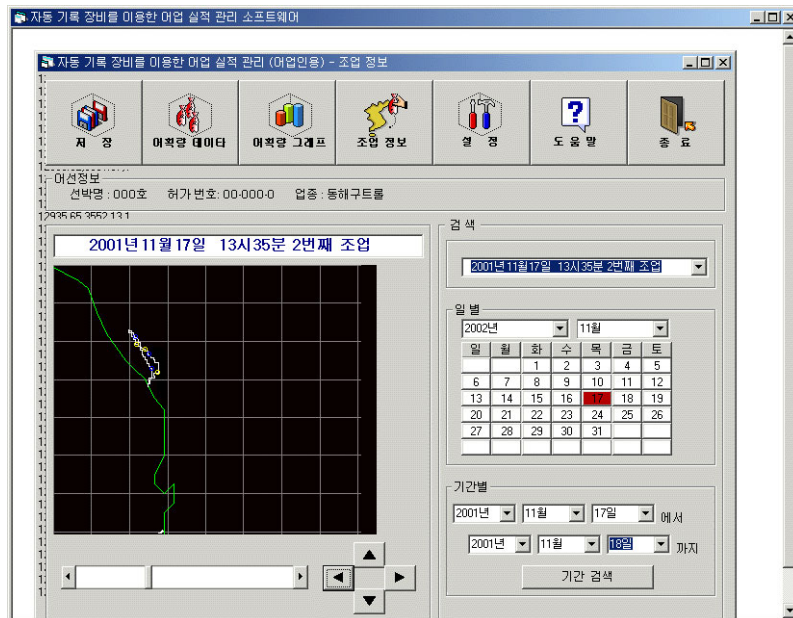 자동 기록 장비를 이용한 어업 실적 관리 소프트웨어
자동 기록 장비를 이용한 어업 실적 관리 (어업인용) - 조업 정보
저 장
어획량 데이타
어획량 그래프
조업 정보
설 정
도 움 말
종 료
어선정보
선박명 : 000호 허가 번호: 00-000-0 업종 : 동해구트롤
12935.65,3552.13,1
2001년11월17일 13시35분 2번째 조업
검 색
2001년11월17일 13시35분 2번째 조업
일 별
2002년 11월
일 월 화 수 목 금 토
1 2 3 4 5
6 7 8 9 10 11 12
13 14 15 16 17 18 19
20 21 22 23 24 25 26
27 28 29 30 31
기간별
2001년 11월 17일 에서
2001년 11월 18일 까지
기간 검색